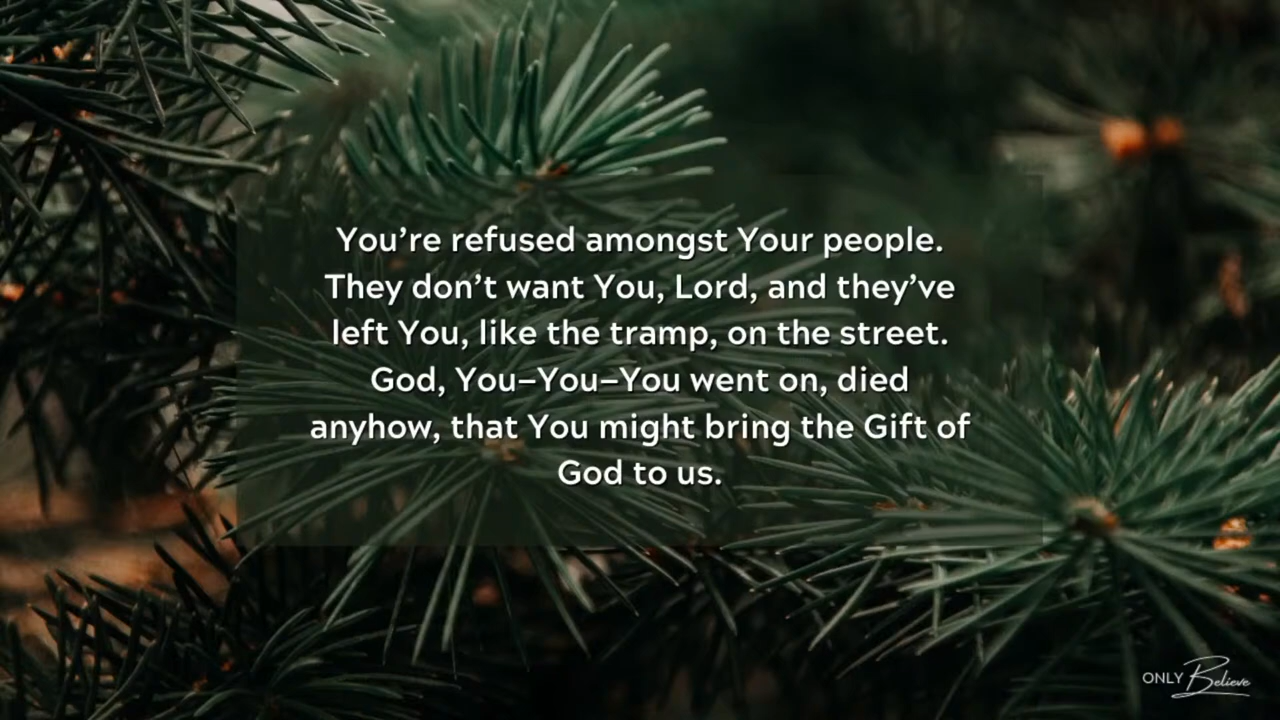 You’re refused amongst Your people.
They don’t want You, Lord, and they’ve
left You, like the tramp, on the street.
God, You–You–You went on, died
anyhow, that You might bring the Gift of
God to us.
ONLY Believe